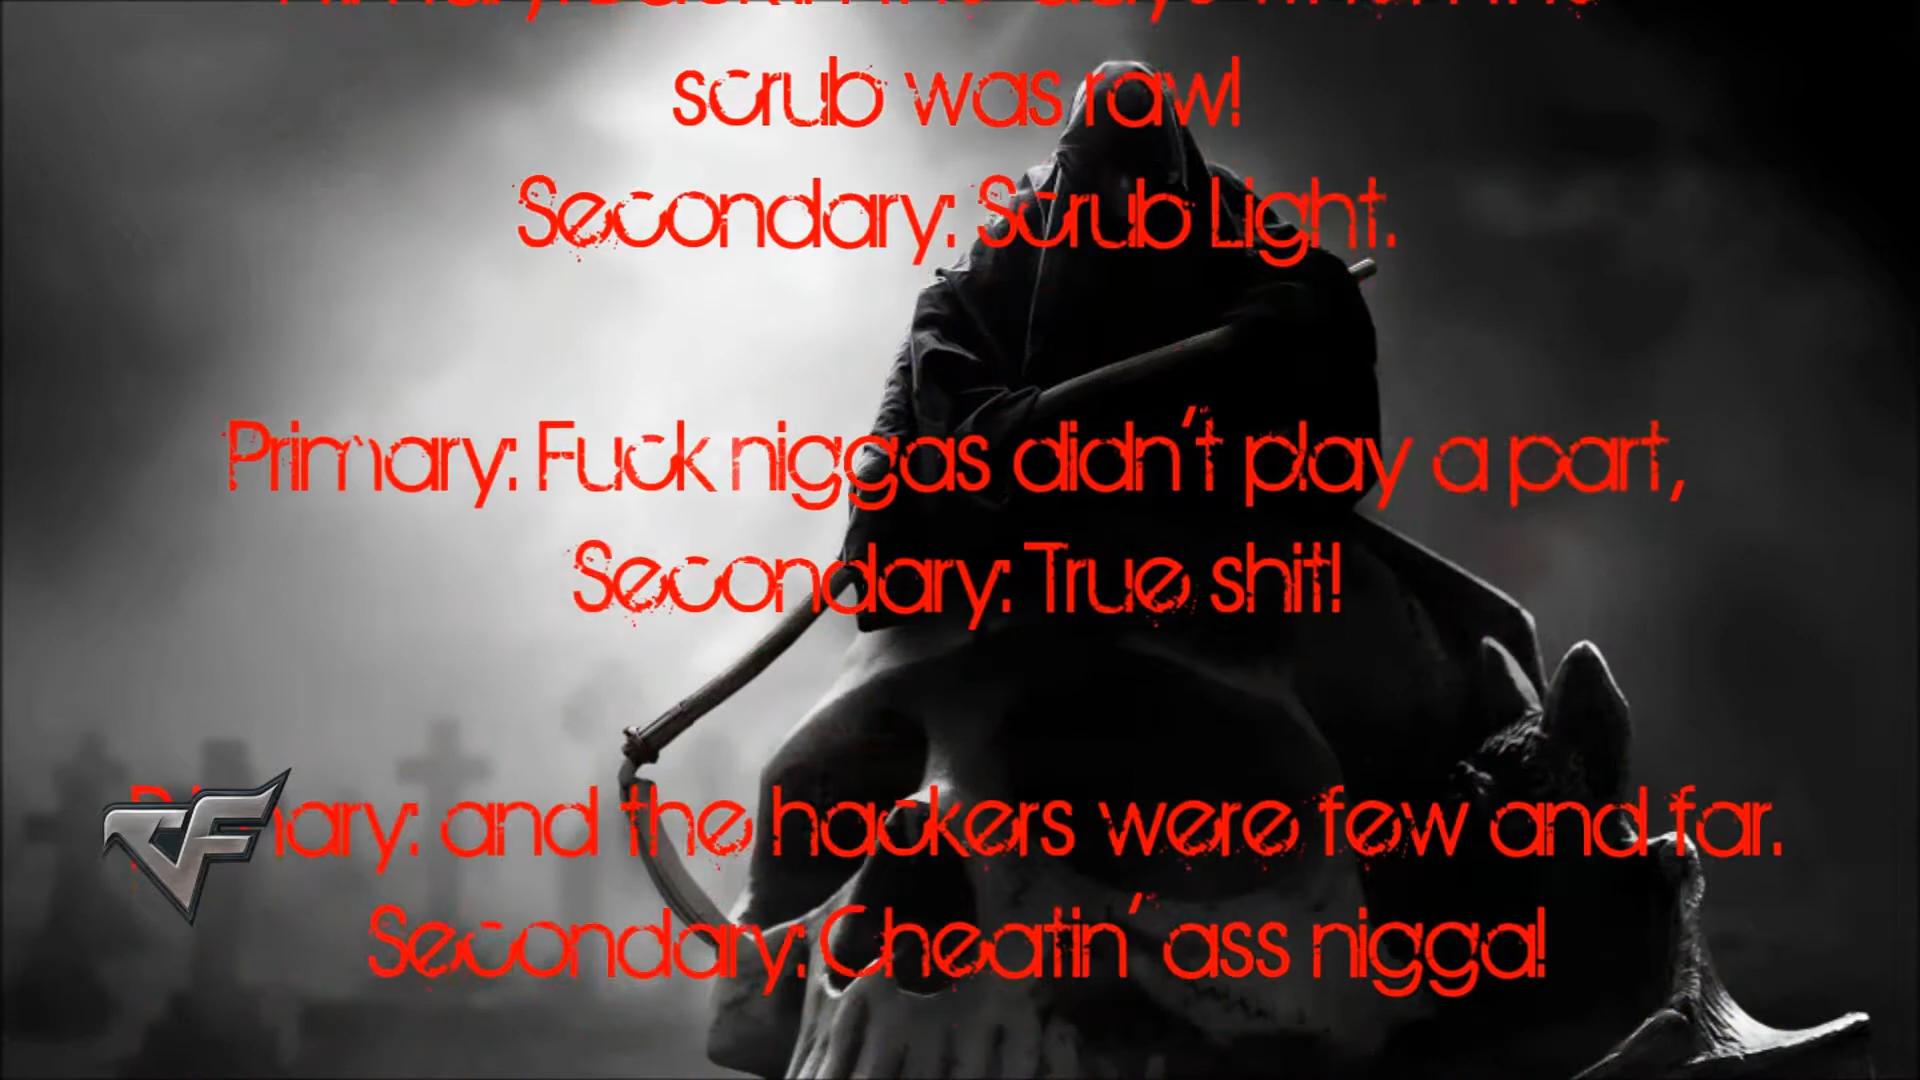 scrub was raw!
Secondary: Scrub Light.
Primary: Fuck niggas didn't play a part,
Secondary: True shit!
and the hackers were few and far.
Secondary: Cheatin' ass nigga!
CF